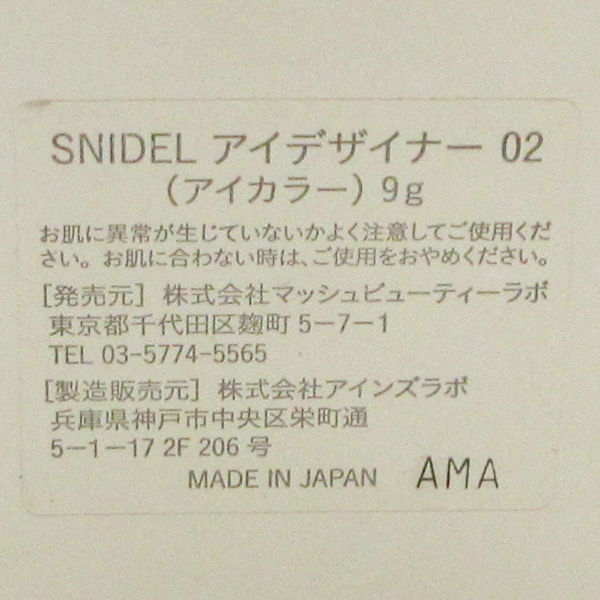 SNIDEL アイデザイナー 02
(アイカラー) 9g
お肌に異常が生じていないかよく注意してご使用くだ
さい。お肌に合わない時は、ご使用をおやめください。
[発売元] 株式会社マッシュビューティーラボ
東京都千代田区麹町 5-7-1
TEL 03-5774-5565
[製造販売元] 株式会社アインズラボ
兵庫県神戸市中央区栄町通
5-1-17 2F 206 号
MADE IN JAPAN AMA